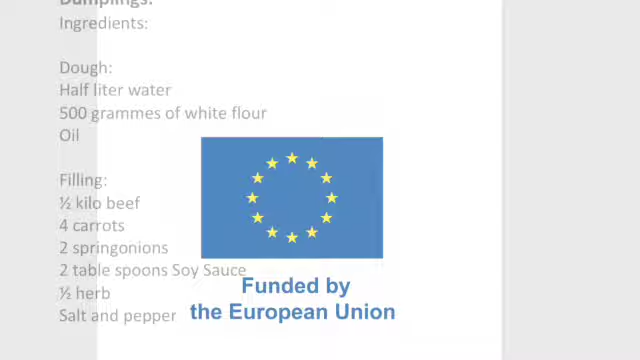 Dumplings:
Ingredients:
Dough:
Half liter water
500 grammes of white flour
Oil
Filling:
½ kilo beef
4 carrots
2 springonions
2 table spoons Soy Sauce
½ herb
Salt and pepper
Funded by
the European Union